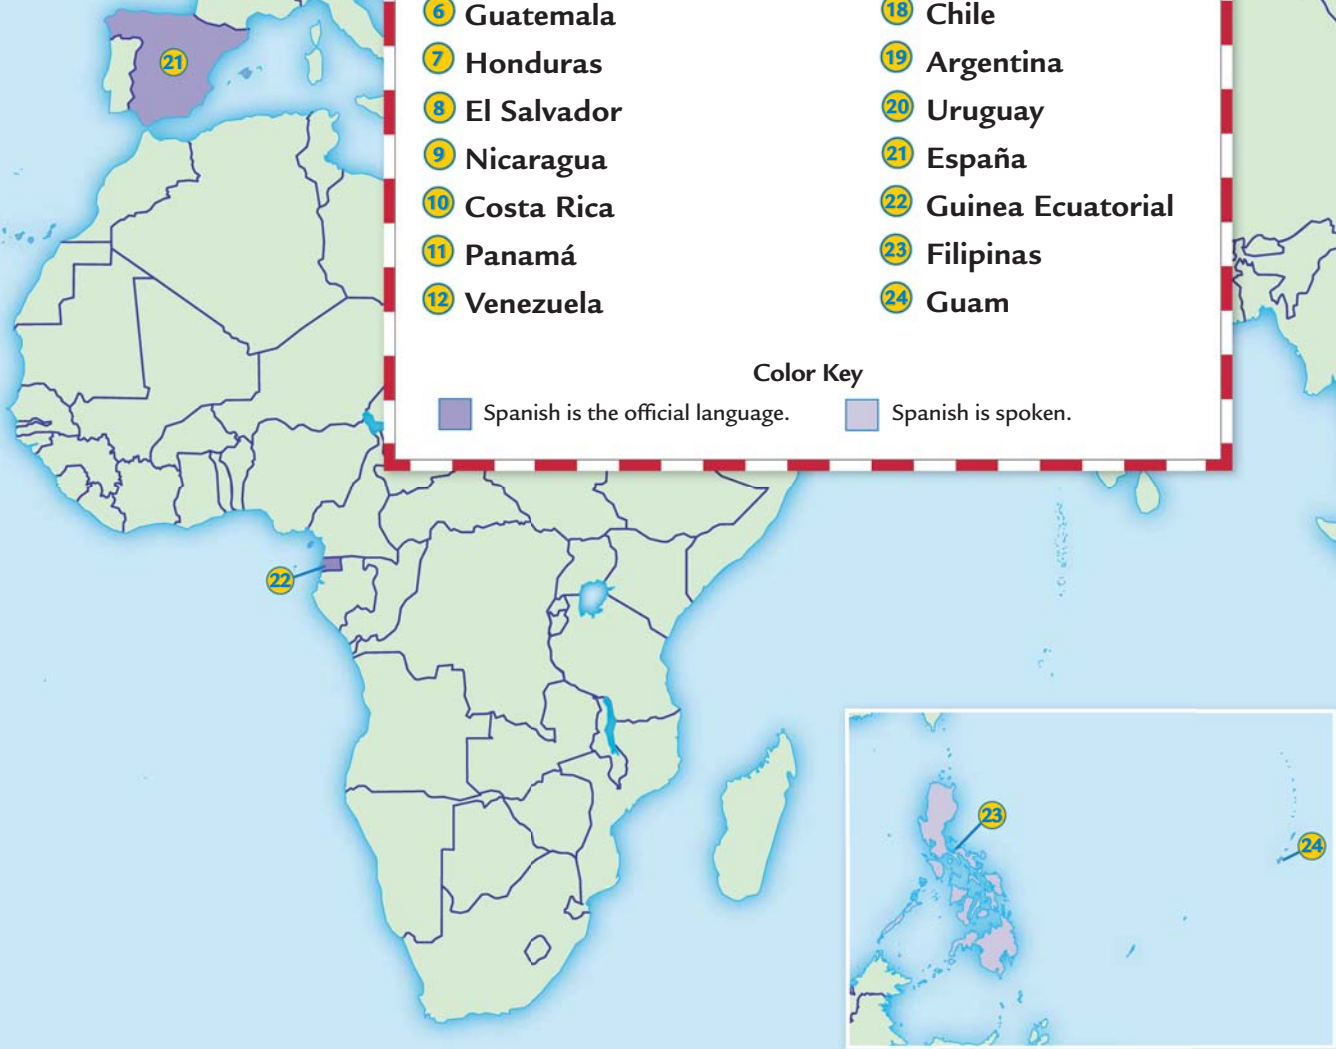 6 Guatemala
7 Honduras
8 El Salvador
9 Nicaragua
10 Costa Rica
11 Panamá
12 Venezuela
18 Chile
19 Argentina
20 Uruguay
21 España
22 Guinea Ecuatorial
23 Filipinas
24 Guam
Color Key
Spanish is the official language.
Spanish is spoken.
21
22
23
24